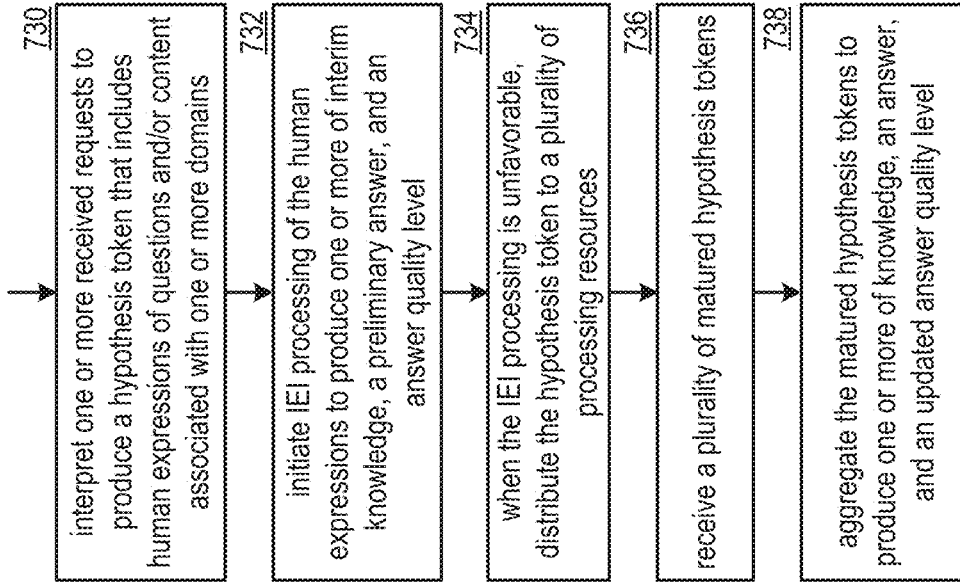 730
interpret one or more received requests to
produce a hypothesis token that includes
human expressions of questions and/or content
associated with one or more domains
732
initiate IEI processing of the human
expressions to produce one or more of interim
knowledge, a preliminary answer, and an
answer quality level
734
when the IEI processing is unfavorable,
distribute the hypothesis token to a plurality of
processing resources
736
receive a plurality of matured hypothesis tokens
738
aggregate the matured hypothesis tokens to
produce one or more of knowledge, an answer,
and an updated answer quality level